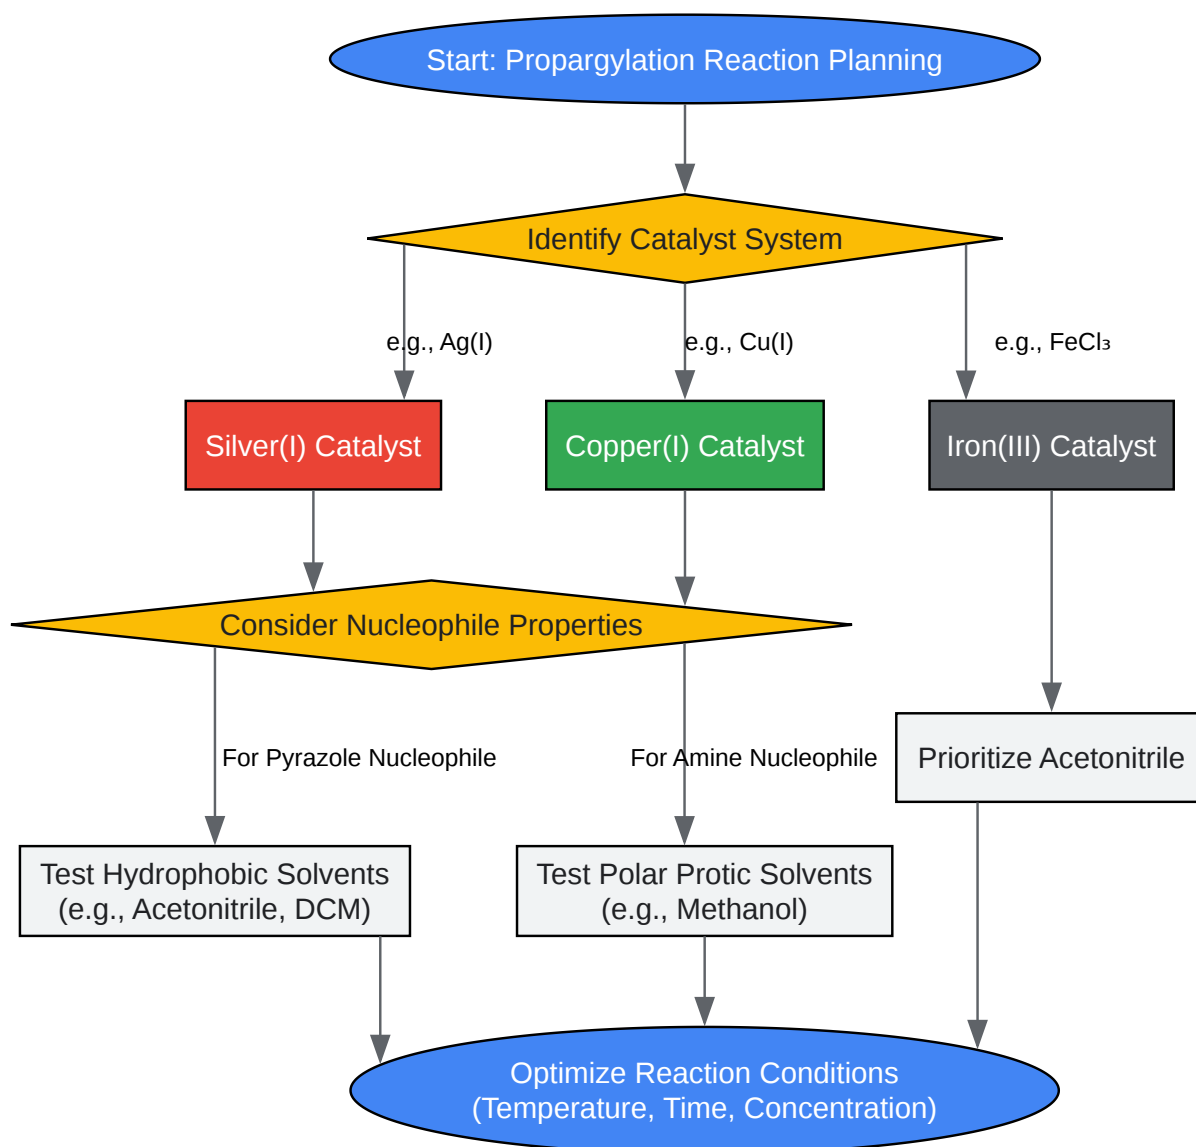 Start: Propargylation Reaction Planning
Identify Catalyst System
e.g., Ag(I)
e.g., Cu(I)
e.g., FeCl₃
Silver(I) Catalyst
Copper(I) Catalyst
Iron(III) Catalyst
Consider Nucleophile Properties
For Pyrazole Nucleophile
For Amine Nucleophile
Prioritize Acetonitrile
Test Hydrophobic Solvents
(e.g., Acetonitrile, DCM)
Test Polar Protic Solvents
(e.g., Methanol)
Optimize Reaction Conditions
(Temperature, Time, Concentration)